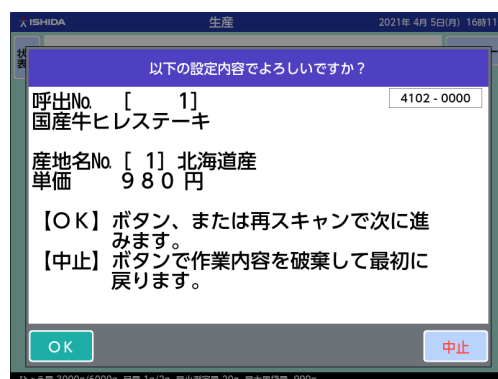 ISHIDA 生産 2021年 4月 5日(月) 16時11
状
表
以下の設定内容でよろしいですか？
4102 - 0000
呼出No. [ 1]
国産牛ヒレステーキ
産地名No. [ 1] 北海道産
単価 980円
【OK】ボタン、または再スキャンで次に進
みます。
【中止】ボタンで作業内容を破棄して最初に
戻ります。
OK 中止